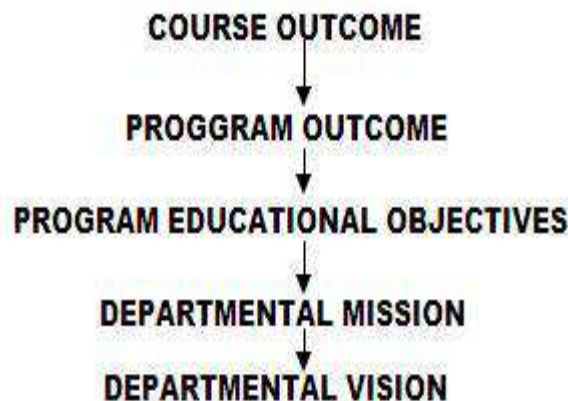 COURSE OUTCOME
PROGGRAM OUTCOME
PROGRAM EDUCATIONAL OBJECTIVES
DEPARTMENTAL MISSION
DEPARTMENTAL VISION